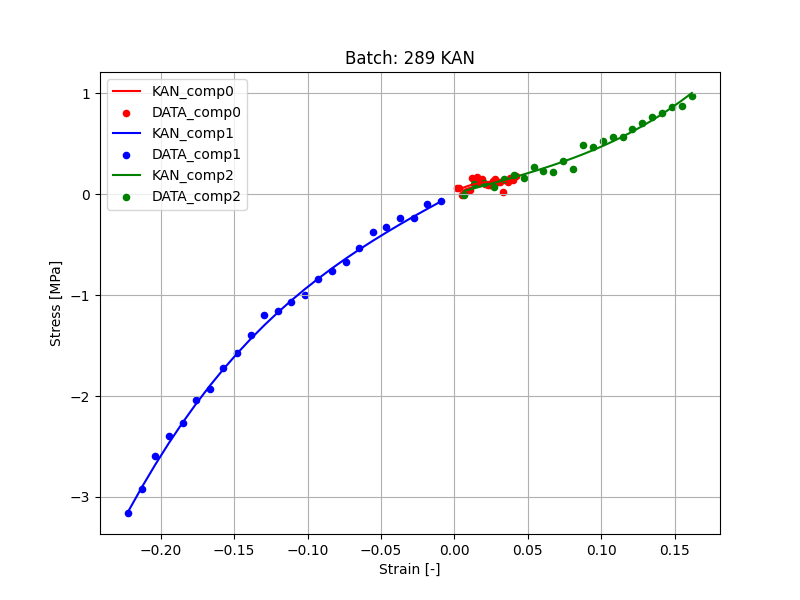 Batch: 289 KAN
KAN_comp0
DATA_comp0
KAN_comp1
DATA_comp1
KAN_comp2
DATA_comp2
1
0
−1
−2
−3
Stress [MPa]
−0.20 −0.15 −0.10 −0.05 0.00 0.05 0.10 0.15
Strain [-]